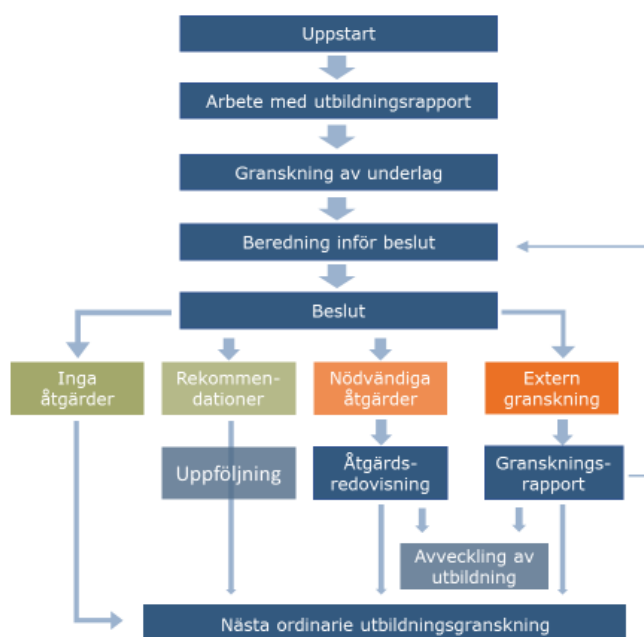 Uppstart
Arbete med utbildningsrapport
Granskning av underlag
Beredning inför beslut
Beslut
Inga
åtgärder
Rekommen-
dationer
Nödvändiga
åtgärder
Extern
granskning
Uppföljning
Åtgärds-
redovisning
Gransknings-
rapport
Avveckling av
utbildning
Nästa ordinarie utbildningsgranskning